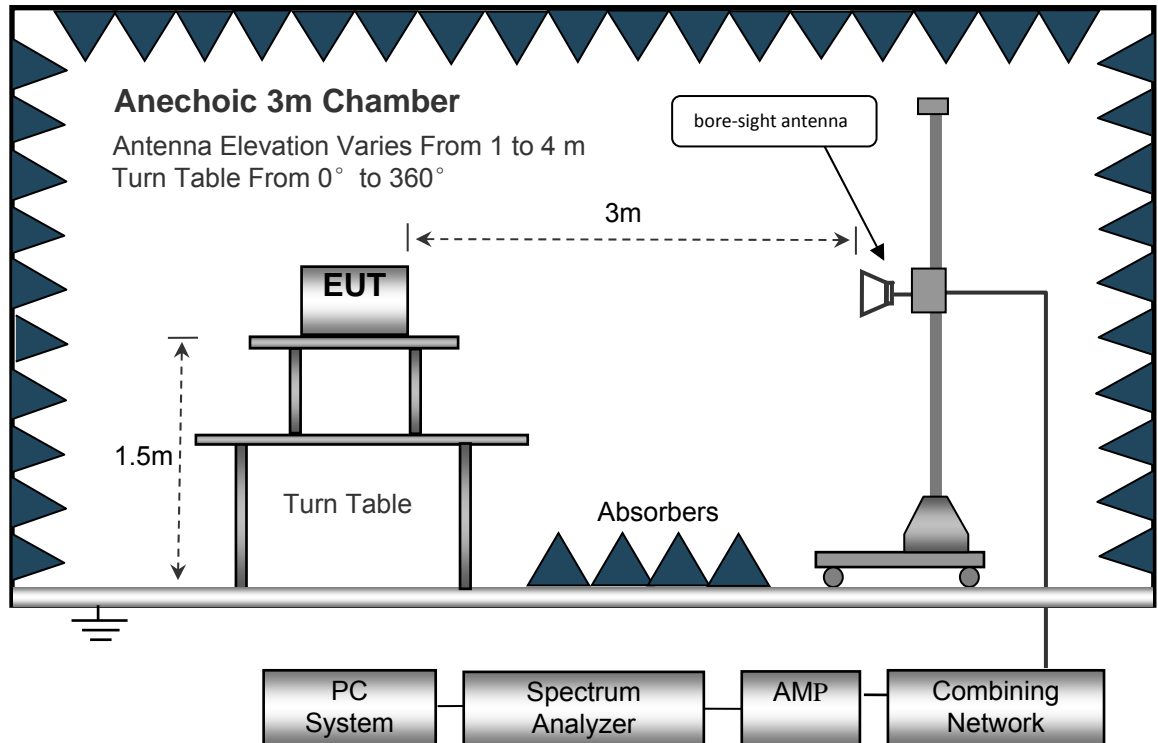 Anechoic 3m Chamber
Antenna Elevation Varies From 1 to 4 m
Turn Table From 0° to 360°
bore-sight antenna
3m
EUT
1.5m
Turn Table
Absorbers
PC
System
Spectrum
Analyzer
AMP
Combining
Network